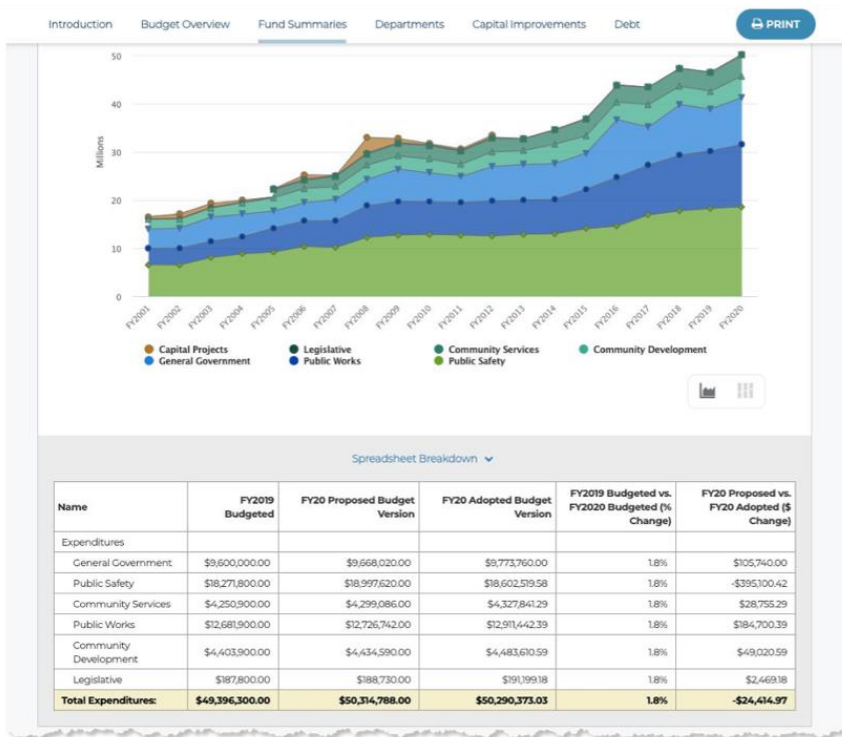 Introduction Budget Overview Fund Summaries Departments Capital Improvements Debt PRINT
50
40
30
20
10
0
Millions
FY2001 FY2002 FY2003 FY2004 FY2005 FY2006 FY2007 FY2008 FY2009 FY2010 FY2011 FY2012 FY2013 FY2014 FY2015 FY2016 FY2017 FY2018 FY2019 FY2020
Capital Projects Legislative Community Services Community Development
General Government Public Works Public Safety
Spreadsheet Breakdown
Name FY2019 Budgeted FY20 Proposed Budget Version FY20 Adopted Budget Version FY2019 Budgeted vs. FY2020 Budgeted (% Change) FY20 Proposed vs. FY20 Adopted ($ Change)
Expenditures
General Government $9,600,000.00 $9,668,020.00 $9,773,760.00 1.8% $105,740.00
Public Safety $18,271,800.00 $18,997,620.00 $18,602,519.58 1.8% -$395,100.42
Community Services $4,250,900.00 $4,299,086.00 $4,327,841.29 1.8% $28,755.29
Public Works $12,681,900.00 $12,726,742.00 $12,911,442.39 1.8% $184,700.39
Community Development $4,403,900.00 $4,434,590.00 $4,483,610.59 1.8% $49,020.59
Legislative $187,800.00 $188,730.00 $191,199.18 1.8% $2,469.18
Total Expenditures: $49,396,300.00 $50,314,788.00 $50,290,373.03 1.8% -$24,414.97